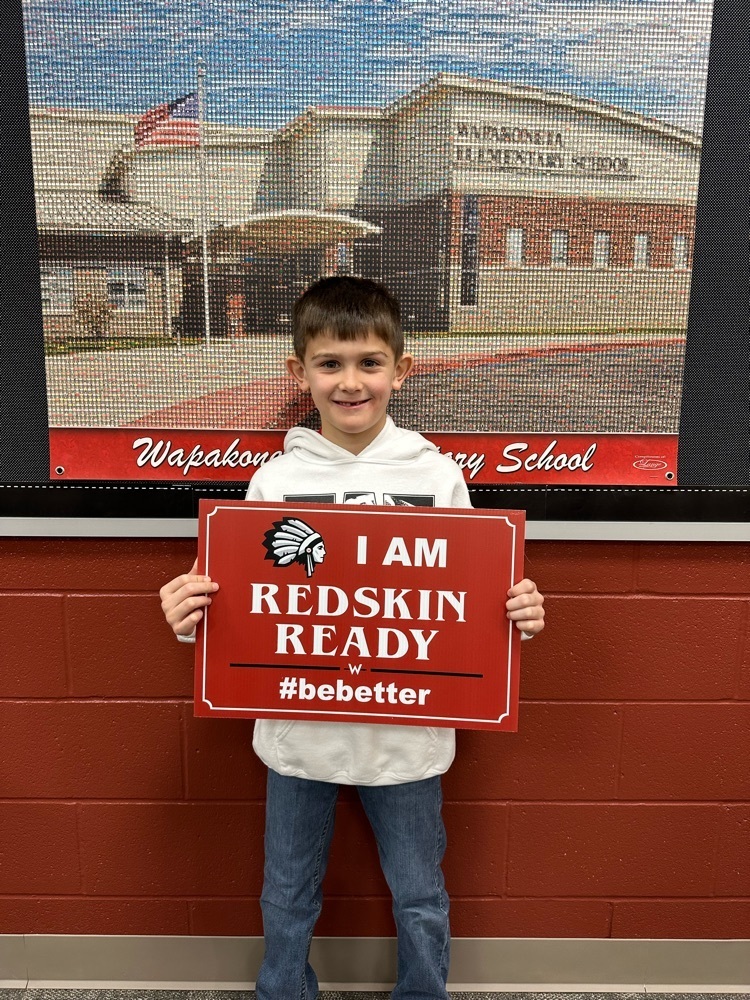 WAPAKONETA
ELEMENTARY SCHOOL
Wapakone ry School
I AM
REDSKIN
READY
W
#bebetter